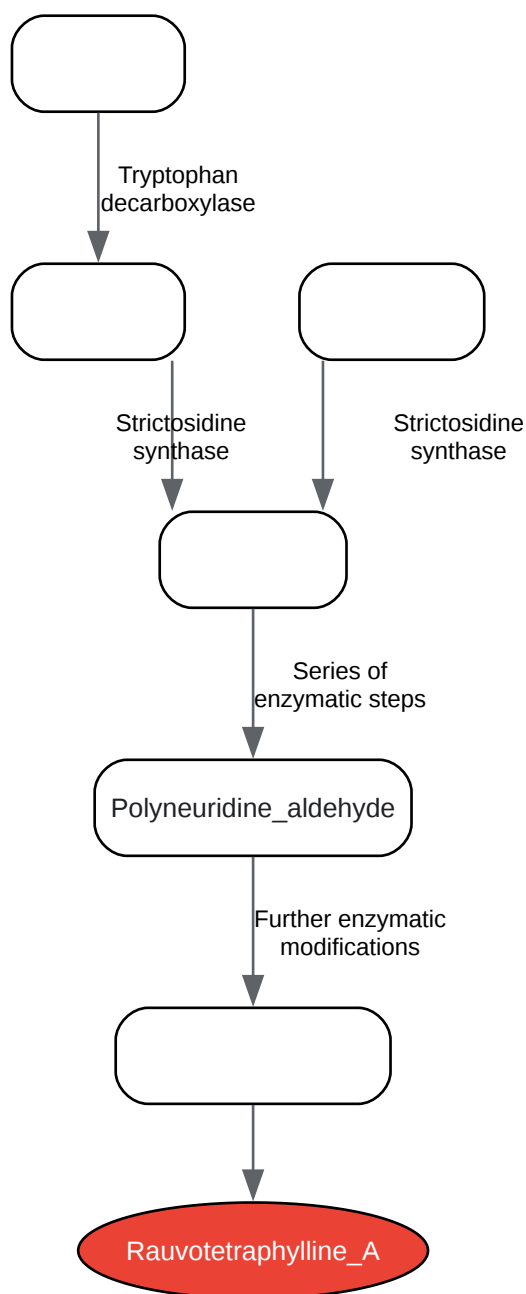 Tryptophan
decarboxylase
Strictosidine
synthase
Strictosidine
synthase
Series of
enzymatic steps
Polyneuridine_aldehyde
Further enzymatic
modifications
Rauvotetraphylline_A